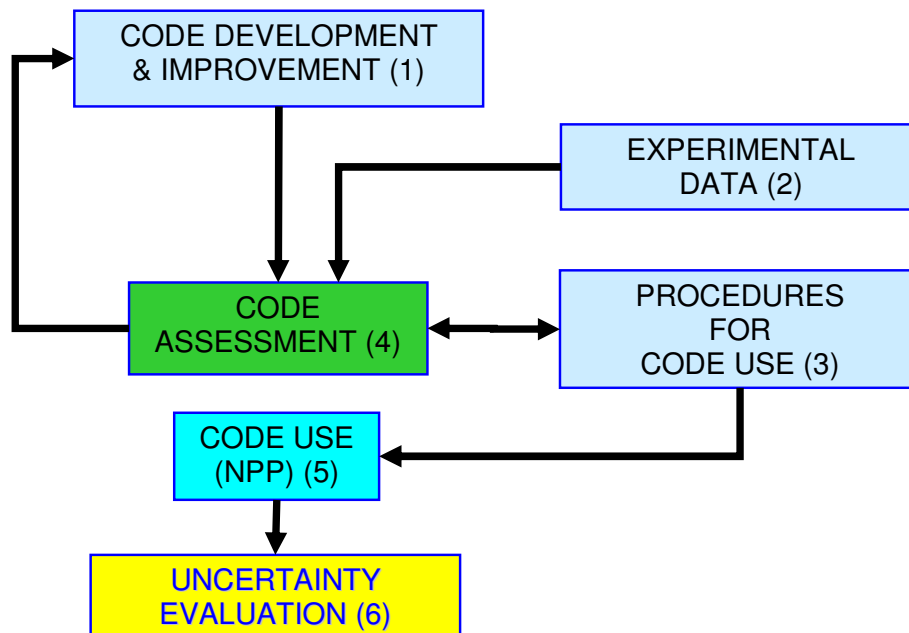 CODE DEVELOPMENT
& IMPROVEMENT (1)
EXPERIMENTAL
DATA (2)
PROCEDURES
FOR
CODE USE (3)
CODE
ASSESSMENT (4)
CODE USE
(NPP) (5)
UNCERTAINTY
EVALUATION (6)